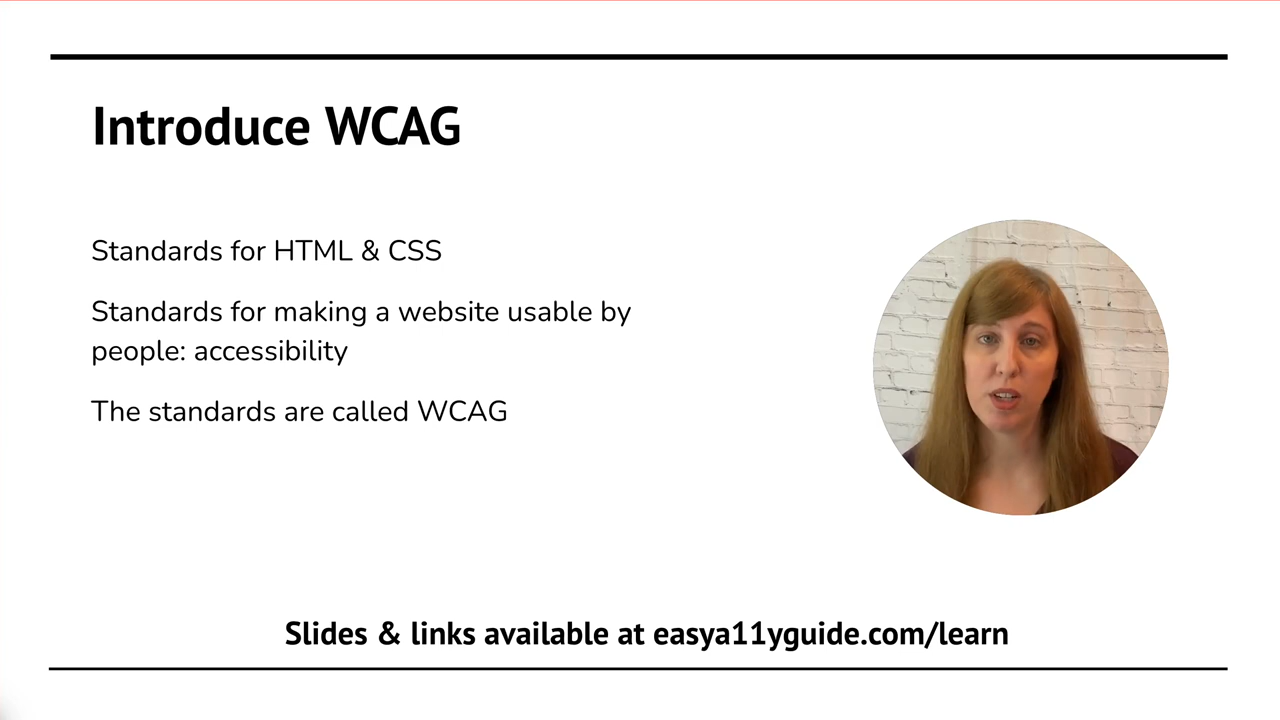 Introduce WCAG
Standards for HTML & CSS
Standards for making a website usable by
people: accessibility
The standards are called WCAG
Slides & links available at easya11yguide.com/learn